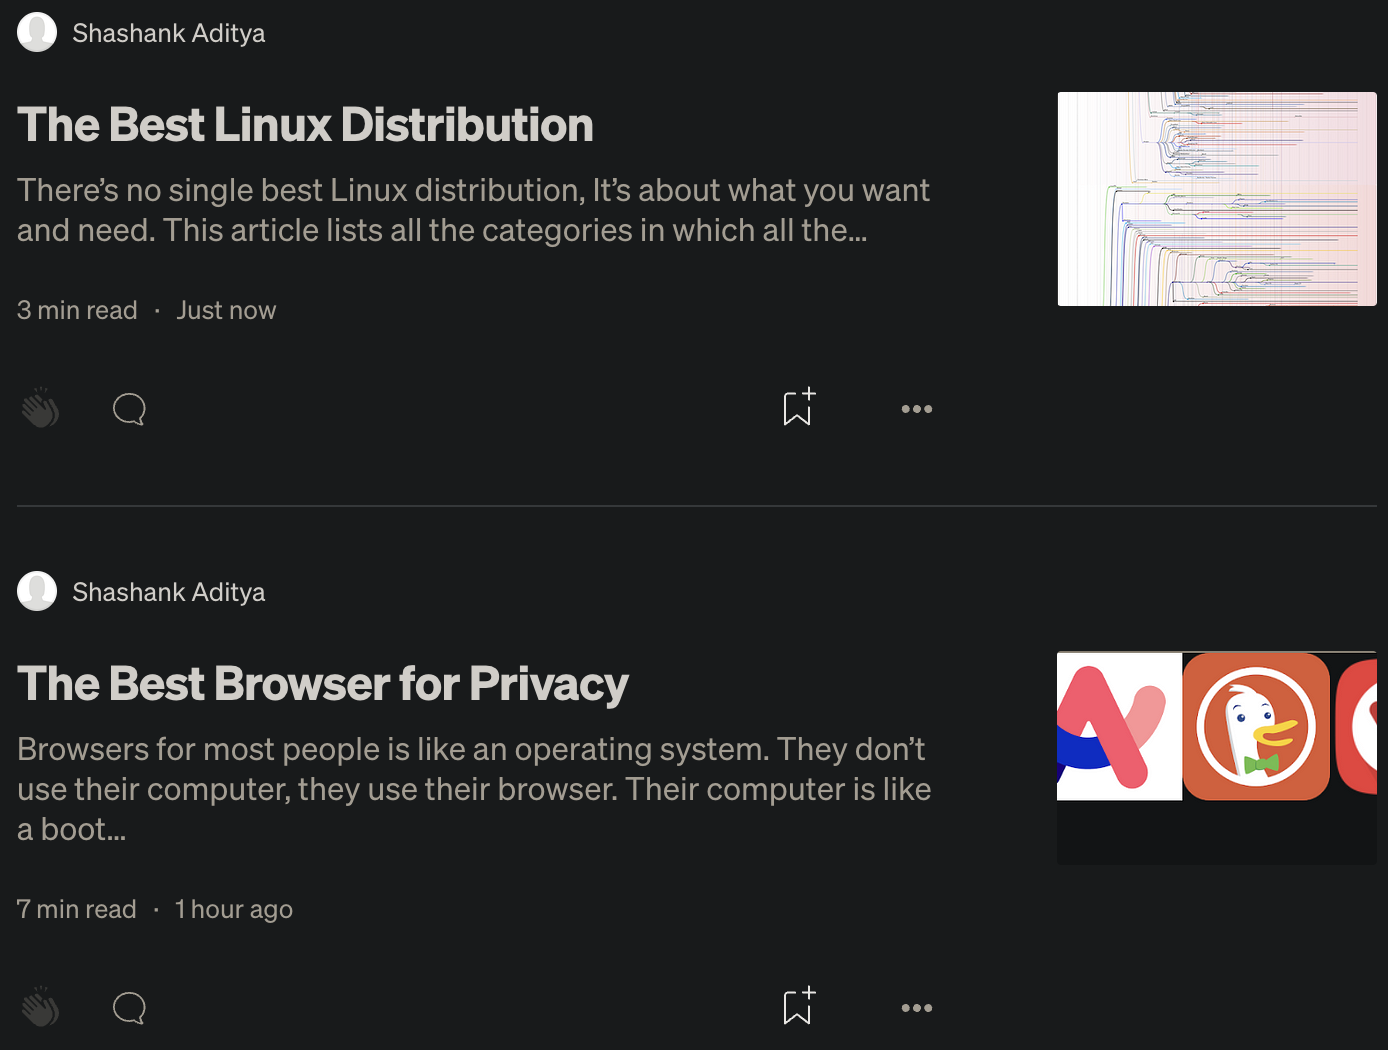 Shashank Aditya
The Best Linux Distribution
There’s no single best Linux distribution, It’s about what you want
and need. This article lists all the categories in which all the...
3 min read · Just now
Shashank Aditya
The Best Browser for Privacy
Browsers for most people is like an operating system. They don’t
use their computer, they use their browser. Their computer is like
a boot...
7 min read · 1 hour ago